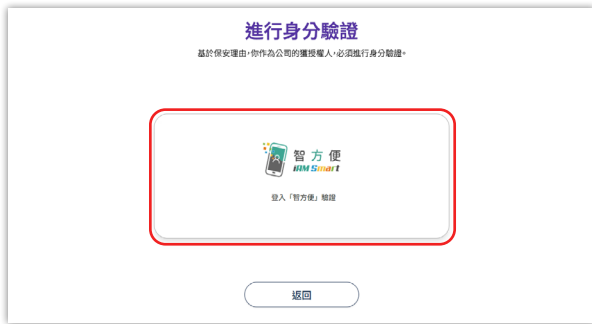 進行身分驗證
基於保安理由，你作為公司的獲授權人，必須進行身分驗證。
智方便
iAM Smart
登入「智方便」驗證
返回